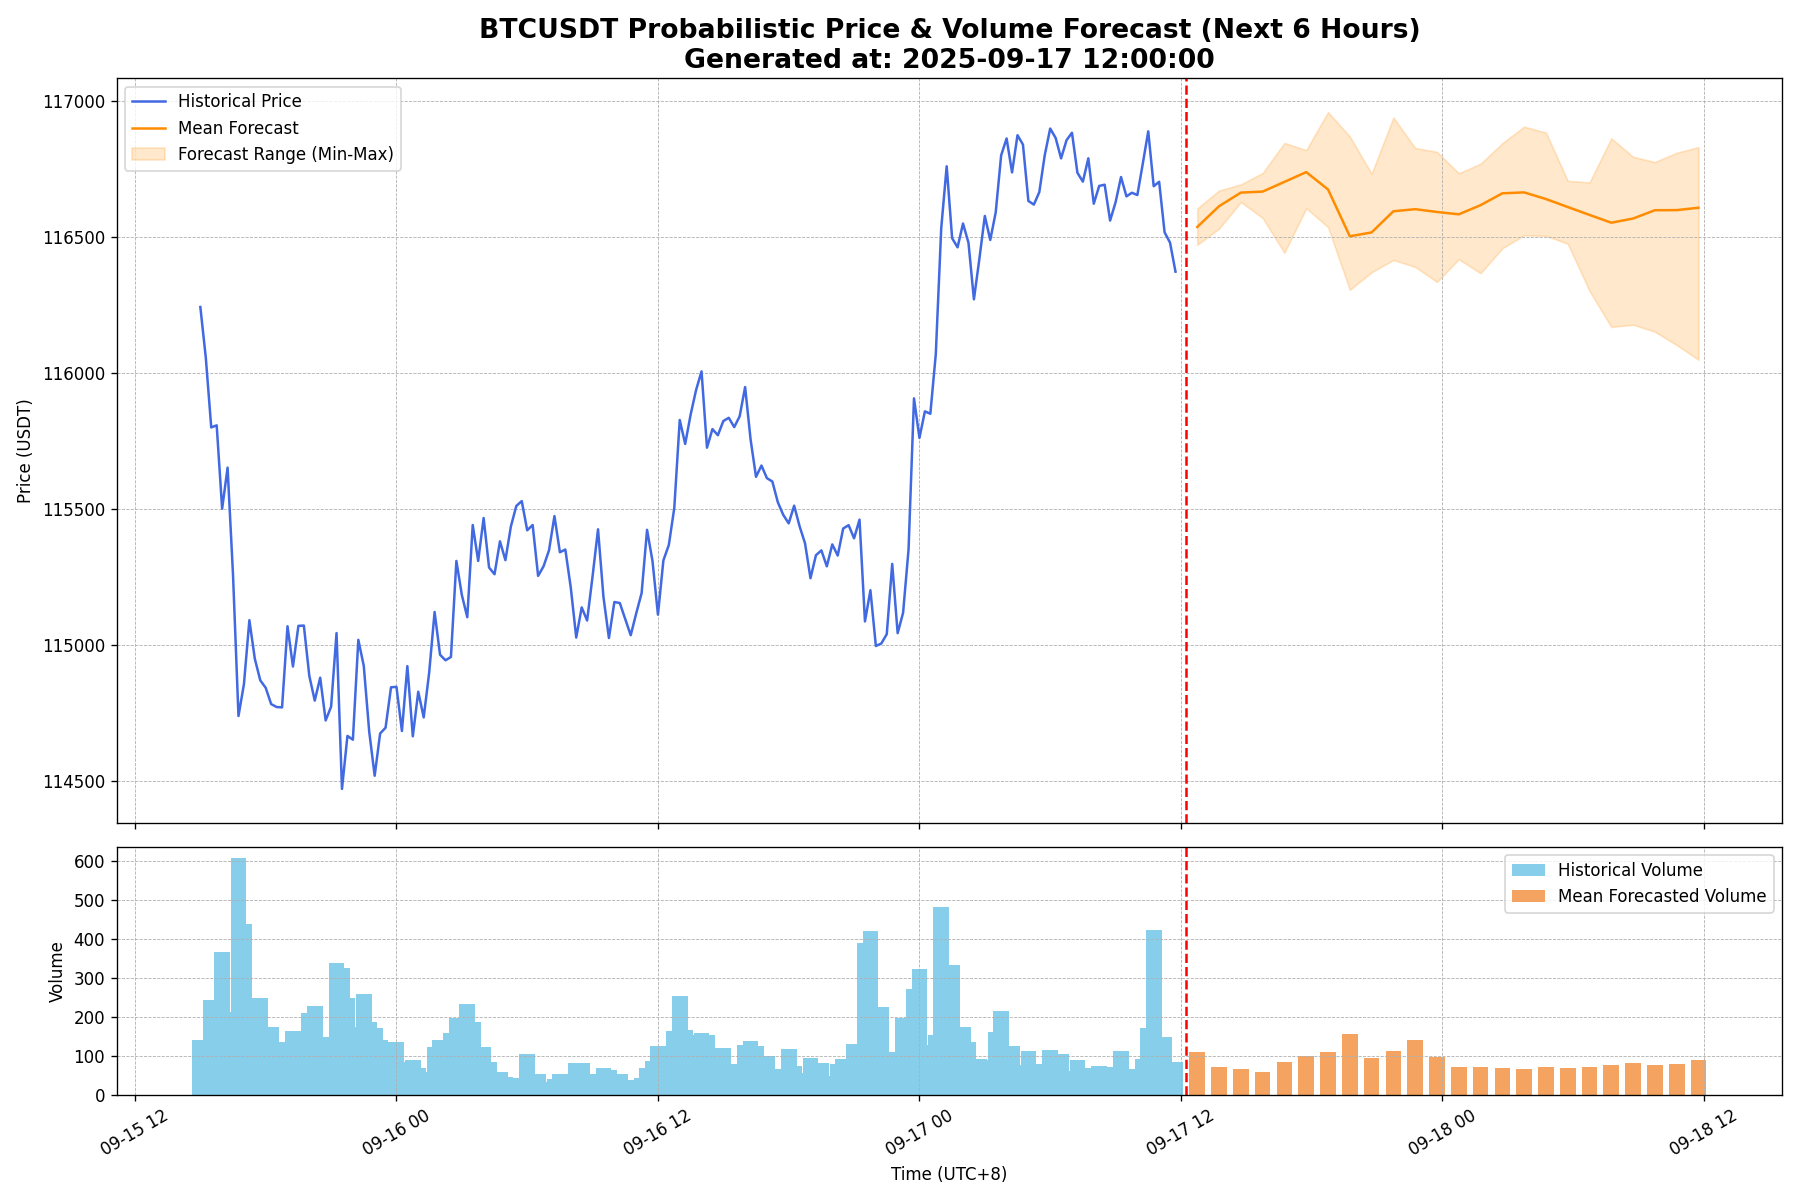 BTCUSDT Probabilistic Price & Volume Forecast (Next 6 Hours)
Generated at: 2025-09-17 12:00:00
Historical Price
Mean Forecast
Forecast Range (Min-Max)
117000
116500
116000
115500
115000
114500
Price (USDT)
Historical Volume
Mean Forecasted Volume
600
500
400
300
200
100
0
Volume
09-15 12
09-16 00
09-16 12
09-17 00
09-17 12
09-18 00
09-18 12
Time (UTC+8)